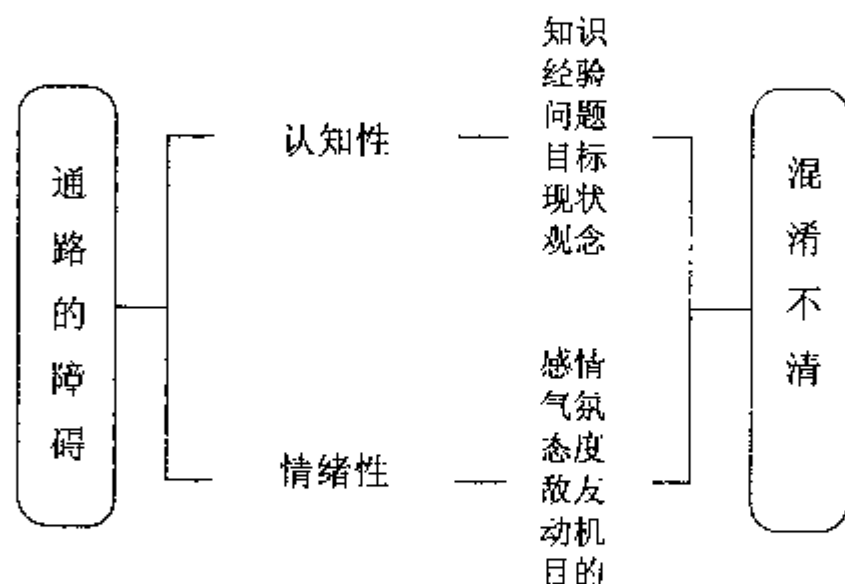 通路的障碍
认知性
知识
经验
问题
目标
现状
观念
情绪性
感情
气氛
态度
敌友
动机
目的
混淆不清